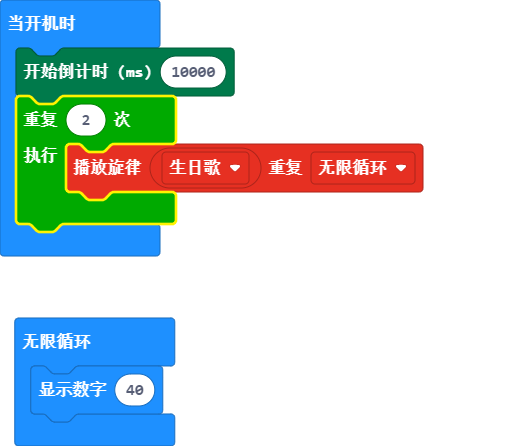 当开机时
开始倒计时 (ms) 10000
重复 2 次
执行 播放旋律 生日歌 重复 无限循环
无限循环
显示数字 40